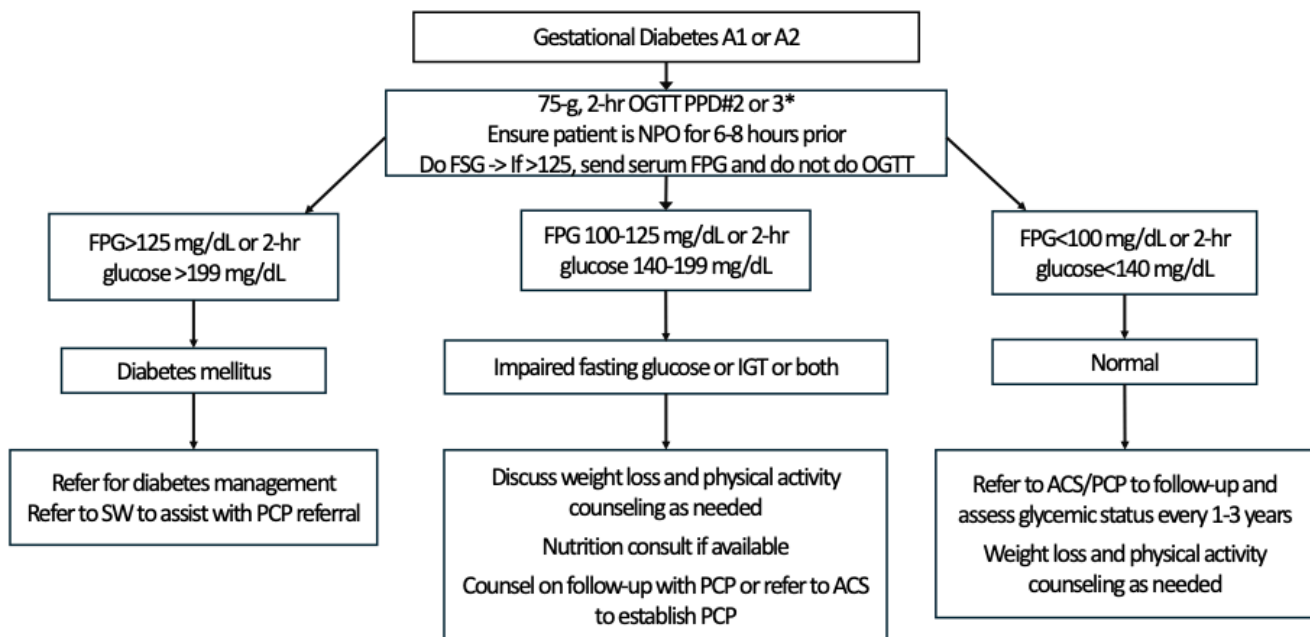 Gestational Diabetes A1 or A2
75-g, 2-hr OGTT PPD#2 or 3*
Ensure patient is NPO for 6-8 hours prior
Do FSG -> If >125, send serum FPG and do not do OGTT
FPG>125 mg/dL or 2-hr
glucose >199 mg/dL
FPG 100-125 mg/dL or 2-hr
glucose 140-199 mg/dL
FPG<100 mg/dL or 2-hr
glucose<140 mg/dL
Diabetes mellitus
Impaired fasting glucose or IGT or both
Normal
Refer for diabetes management
Refer to SW to assist with PCP referral
Discuss weight loss and physical activity
counseling as needed
Nutrition consult if available
Counsel on follow-up with PCP or refer to ACS
to establish PCP
Refer to ACS/PCP to follow-up and
assess glycemic status every 1-3 years
Weight loss and physical activity
counseling as needed